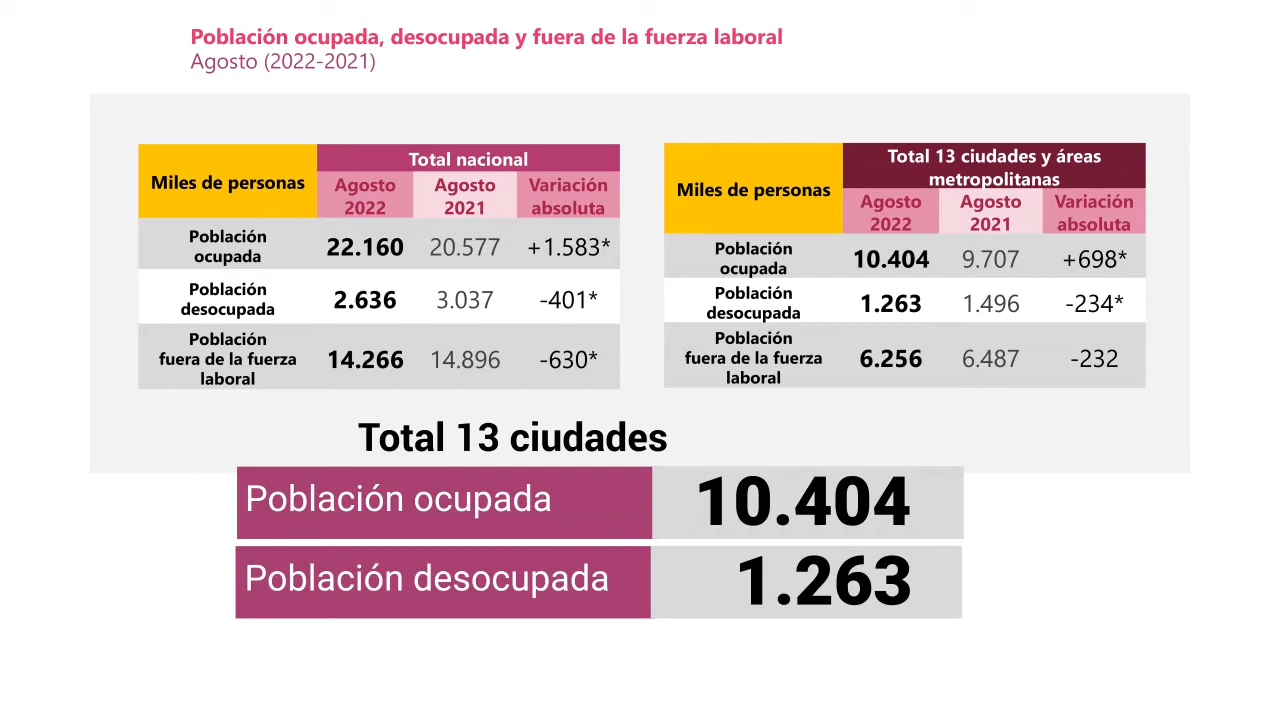 Población ocupada, desocupada y fuera de la fuerza laboral
Agosto (2022-2021)
Miles de personas
Total nacional
Agosto 2022
Agosto 2021
Variación absoluta
Población ocupada
22.160 20.577 +1.583*
Población desocupada
2.636 3.037 -401*
Población fuera de la fuerza laboral
14.266 14.896 -630*
Miles de personas
Total 13 ciudades y áreas metropolitanas
Agosto 2022
Agosto 2021
Variación absoluta
Población ocupada
10.404 9.707 +698*
Población desocupada
1.263 1.496 -234*
Población fuera de la fuerza laboral
6.256 6.487 -232
Total 13 ciudades
Población ocupada 10.404
Población desocupada 1.263